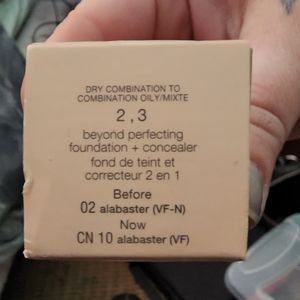 DRY COMBINATION TO
COMBINATION OILY/MIXTE
2 , 3
beyond perfecting
foundation + concealer
fond de teint et
correcteur 2 en 1
Before
02 alabaster (VF-N)
Now
CN 10 alabaster (VF)